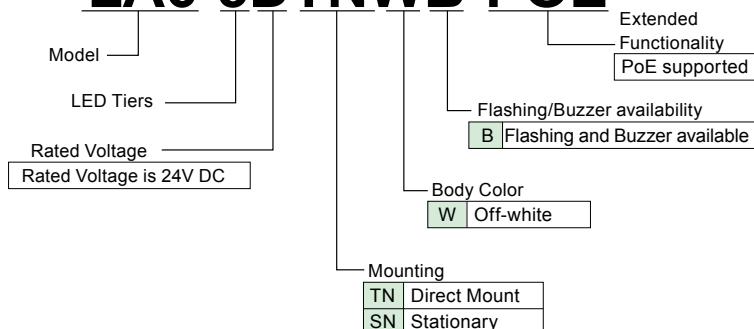 Extended
Functionality
PoE supported
Model
LED Tiers
Flashing/Buzzer availability
B Flashing and Buzzer available
Rated Voltage
Rated Voltage is 24V DC
Body Color
W Off-white
Mounting
TN Direct Mount
SN Stationary